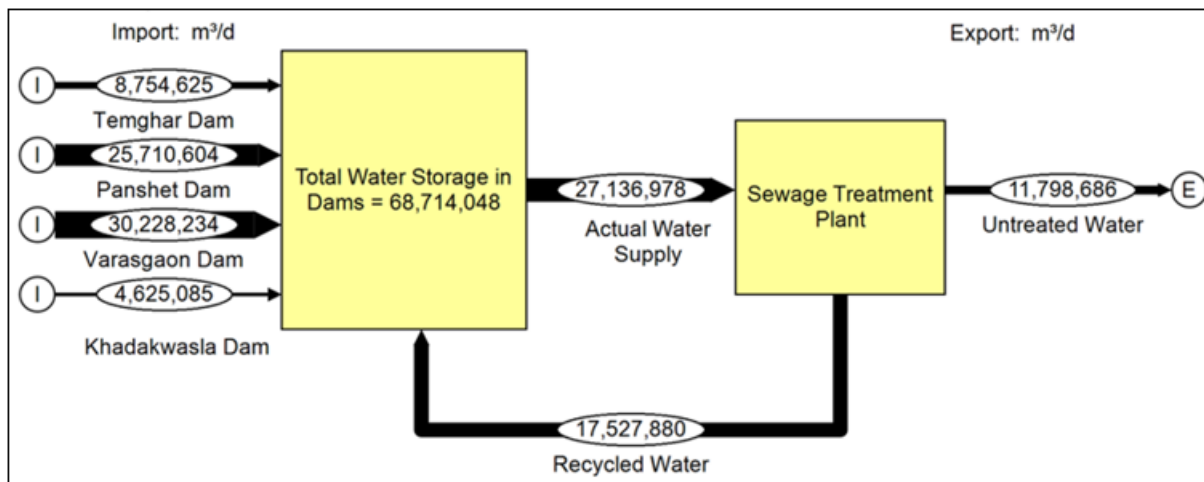 Import: m³/d
Export: m³/d
I
8,754,625
Temghar Dam
I
25,710,604
Panshet Dam
I
30,228,234
Varasgaon Dam
I
4,625,085
Khadakwasla Dam
Total Water Storage in
Dams = 68,714,048
27,136,978
Actual Water
Supply
Sewage Treatment
Plant
11,798,686
Untreated Water
E
17,527,880
Recycled Water